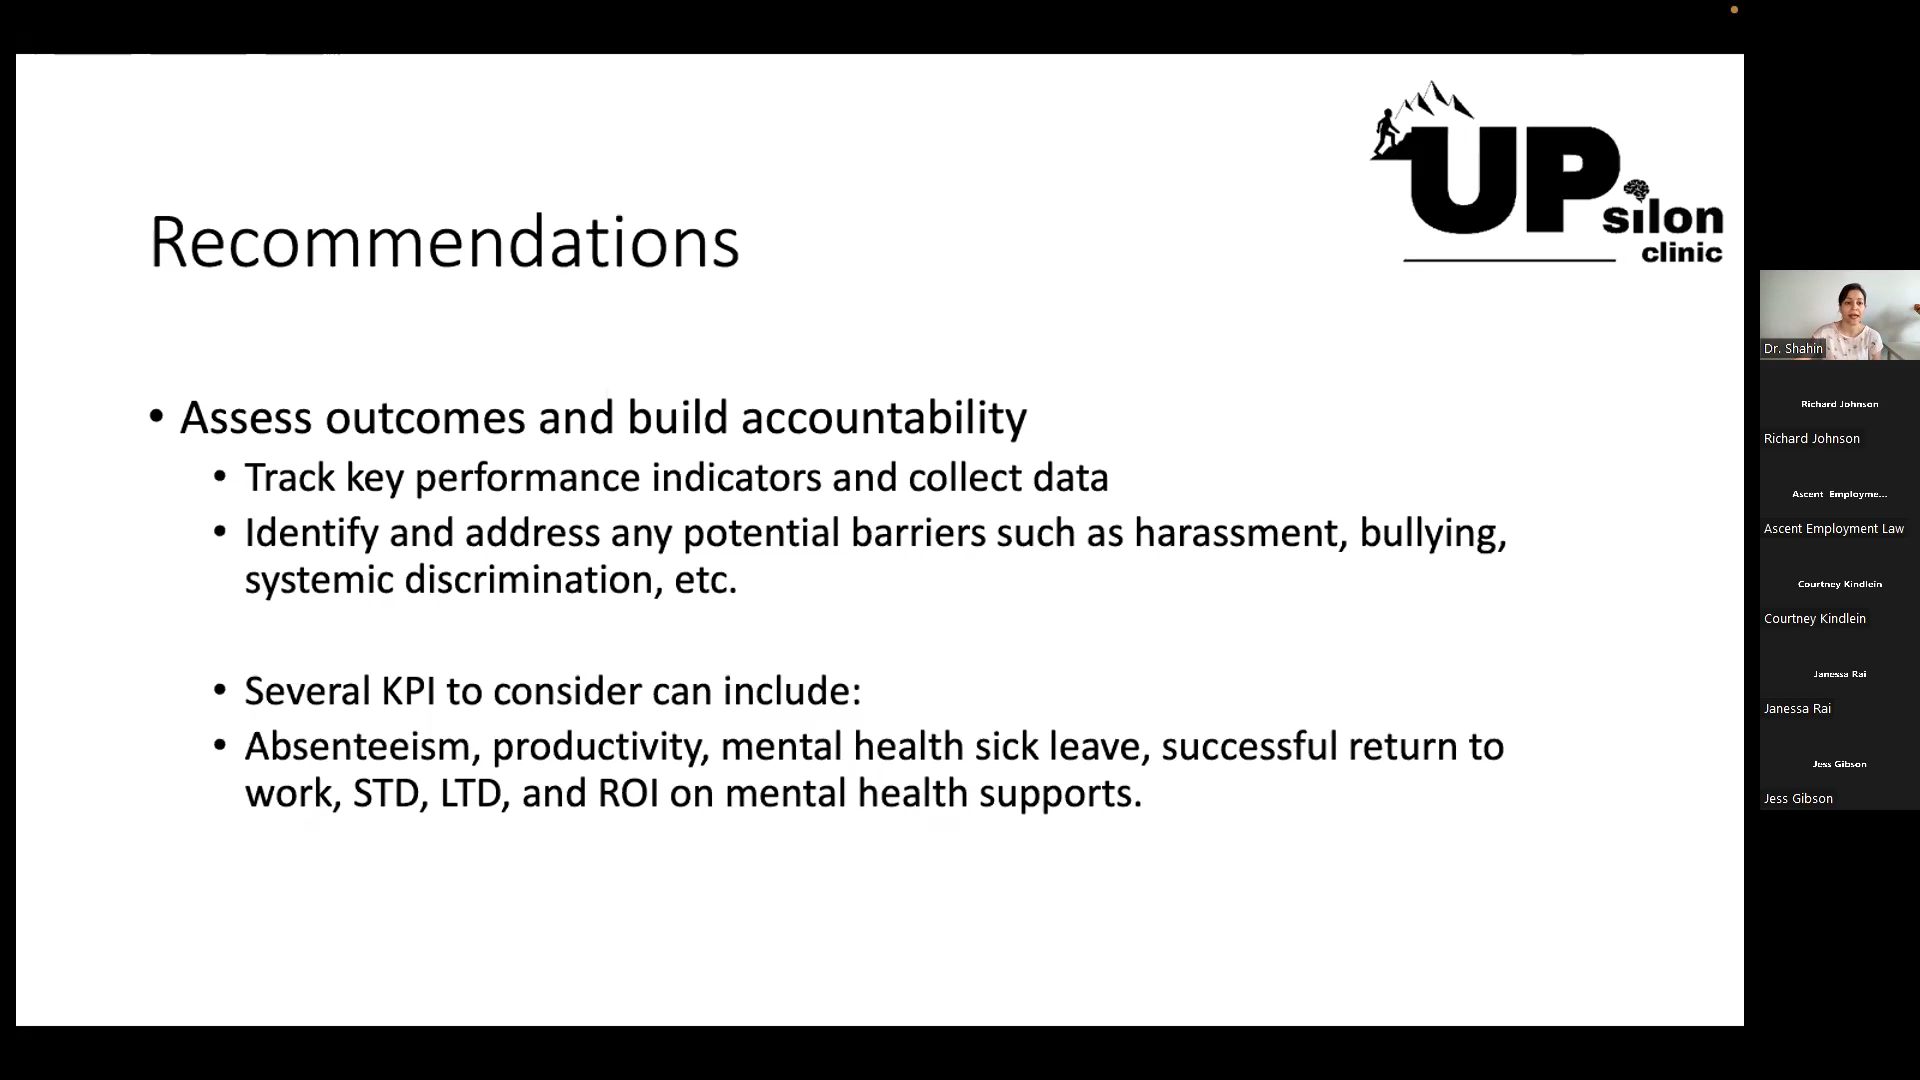 UPsilon
clinic
Recommendations
• Assess outcomes and build accountability
• Track key performance indicators and collect data
• Identify and address any potential barriers such as harassment, bullying,
systemic discrimination, etc.
• Several KPI to consider can include:
• Absenteeism, productivity, mental health sick leave, successful return to
work, STD, LTD, and ROI on mental health supports.
Dr. Shahin
Richard Johnson
Richard Johnson
Ascent Employme...
Ascent Employment Law
Courtney Kindlein
Courtney Kindlein
Janessa Rai
Janessa Rai
Jess Gibson
Jess Gibson